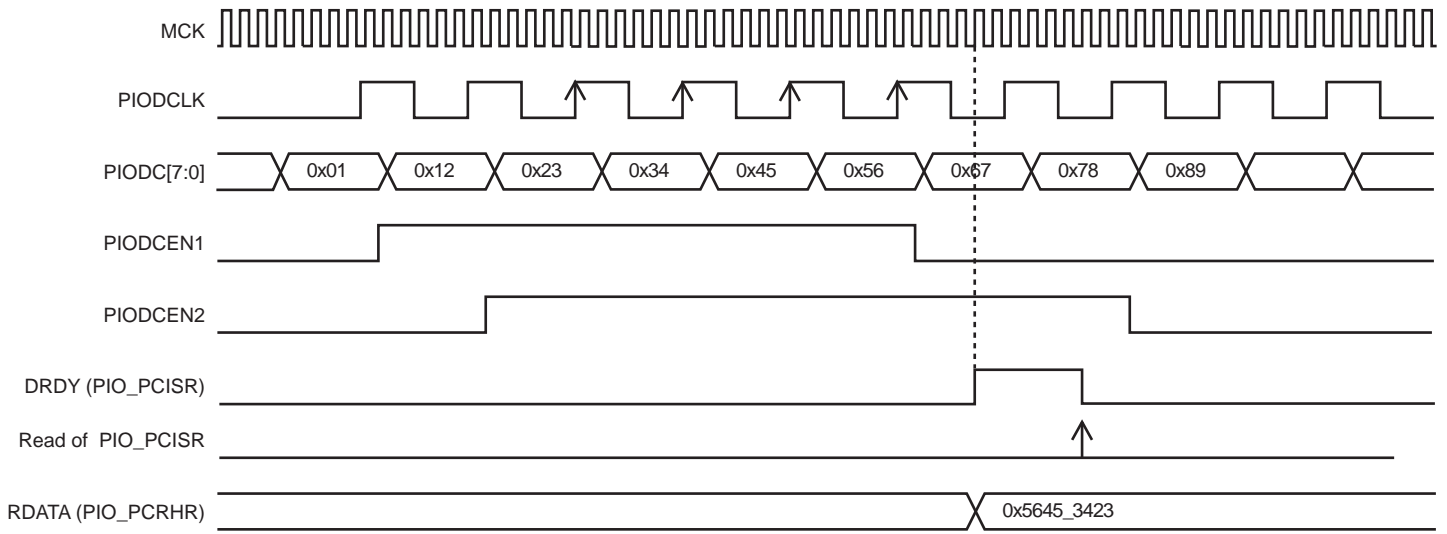 MCK
PIODCLK
PIODC[7:0] 0x01 0x12 0x23 0x34 0x45 0x56 0x67 0x78 0x89
PIODCEN1
PIODCEN2
DRDY (PIO_PCISR)
Read of PIO_PCISR
RDATA (PIO_PCRHR) 0x5645_3423